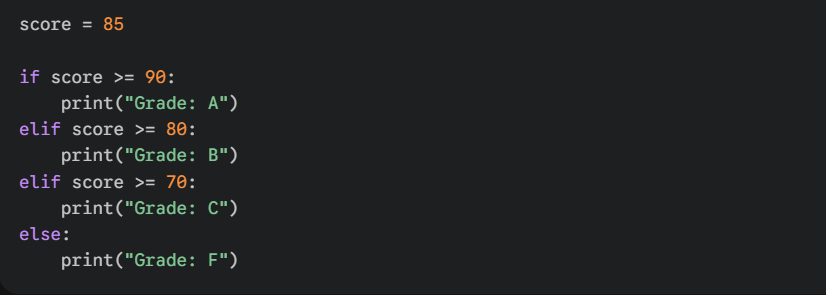 score = 85

if score >= 90:
    print("Grade: A")
elif score >= 80:
    print("Grade: B")
elif score >= 70:
    print("Grade: C")
else:
    print("Grade: F")